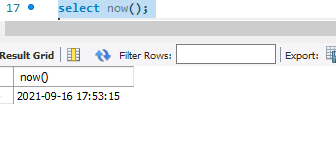 17 select now();
Result Grid Filter Rows: Export:
now()
2021-09-16 17:53:15